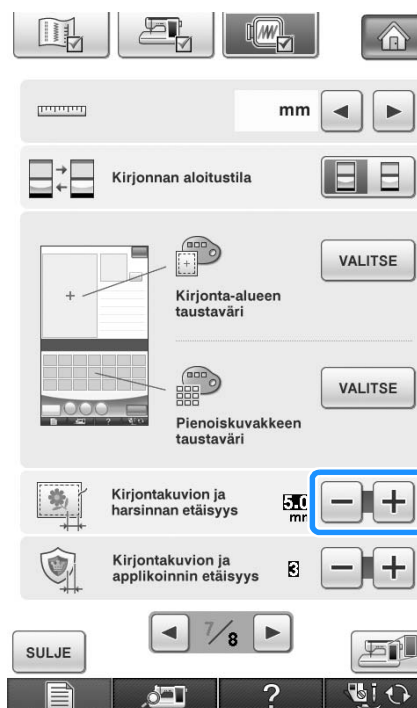 mm
Kirjonnan aloitustila
VALITSE
Kirjonta-alueen
taustaväri
VALITSE
Pienoiskuvakkeen
taustaväri
Kirjontakuvion ja
harsinnan etäisyys
5.0
mm
Kirjontakuvion ja
applikoinnin etäisyys
3
SULJE
7/8
?